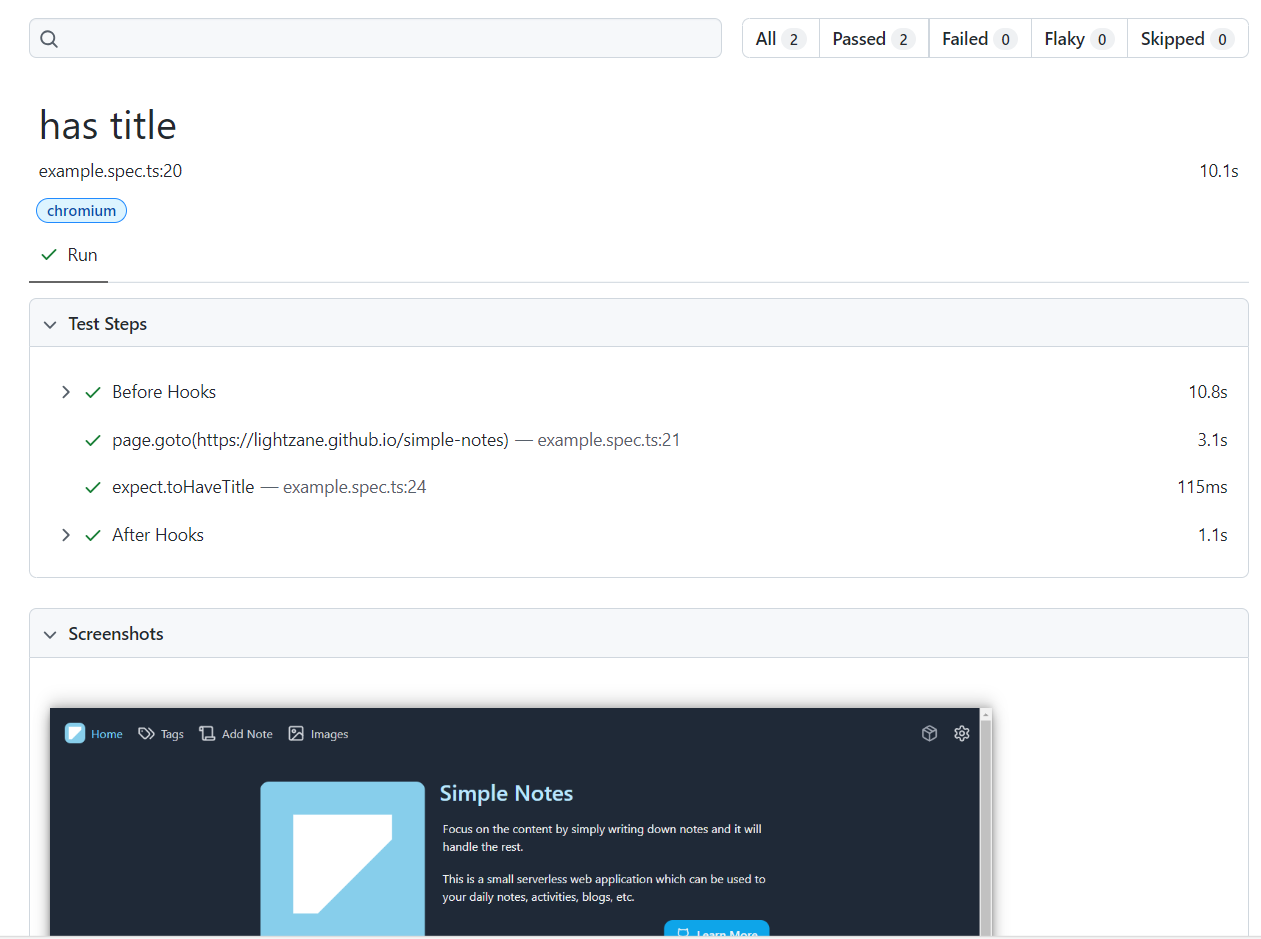 All 2 Passed 2 Failed 0 Flaky 0 Skipped 0
has title
example.spec.ts:20 10.1s
chromium
Run
Test Steps
Before Hooks 10.8s
page.goto(https://lightzane.github.io/simple-notes) — example.spec.ts:21 3.1s
expect.toHaveTitle — example.spec.ts:24 115ms
After Hooks 1.1s
Screenshots
Home Tags Add Note Images
Simple Notes
Focus on the content by simply writing down notes and it will
handle the rest.
This is a small serverless web application which can be used to
your daily notes, activities, blogs, etc.
Learn More